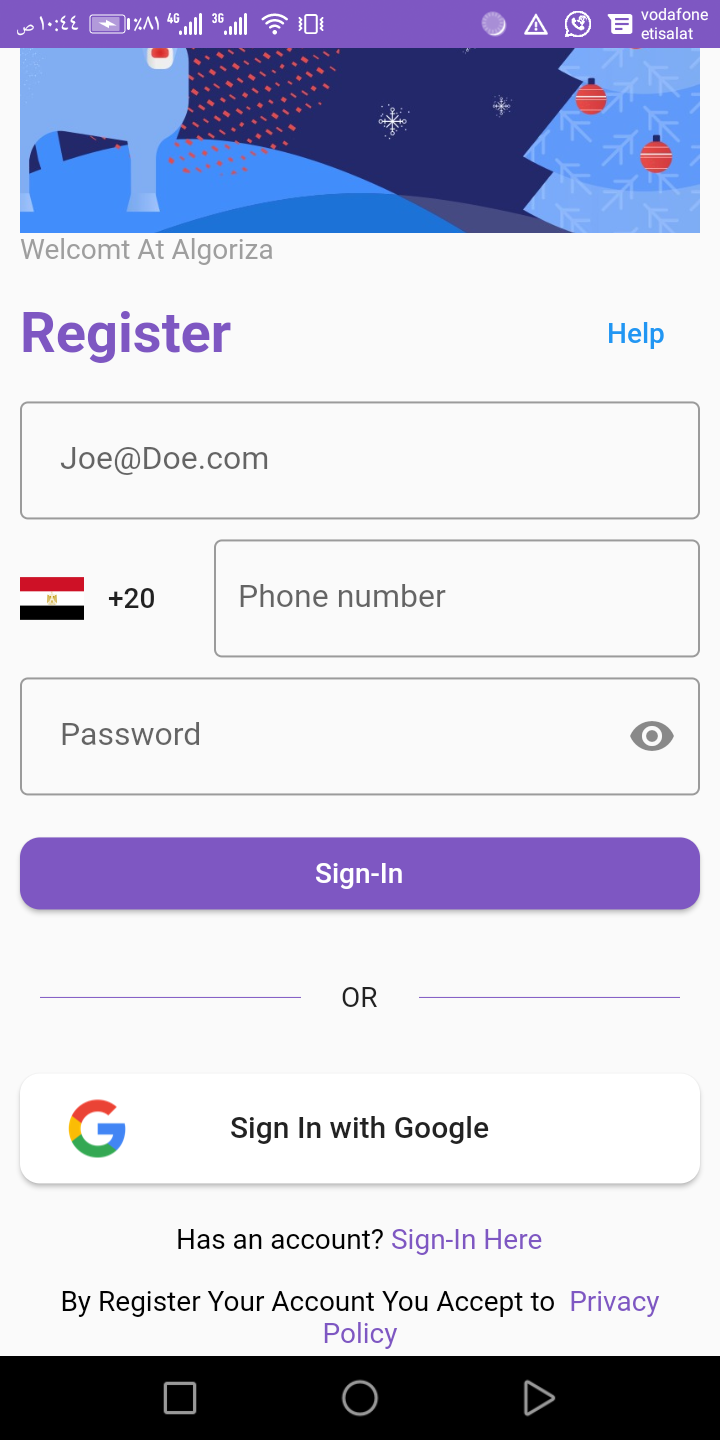 ص ١٠:٤٤ ٪٨١ 4G 3G vodafone
etisalat
Welcomt At Algoriza
Register Help
Joe@Doe.com
+20 Phone number
Password
Sign-In
OR
Sign In with Google
Has an account? Sign-In Here
By Register Your Account You Accept to Privacy
Policy